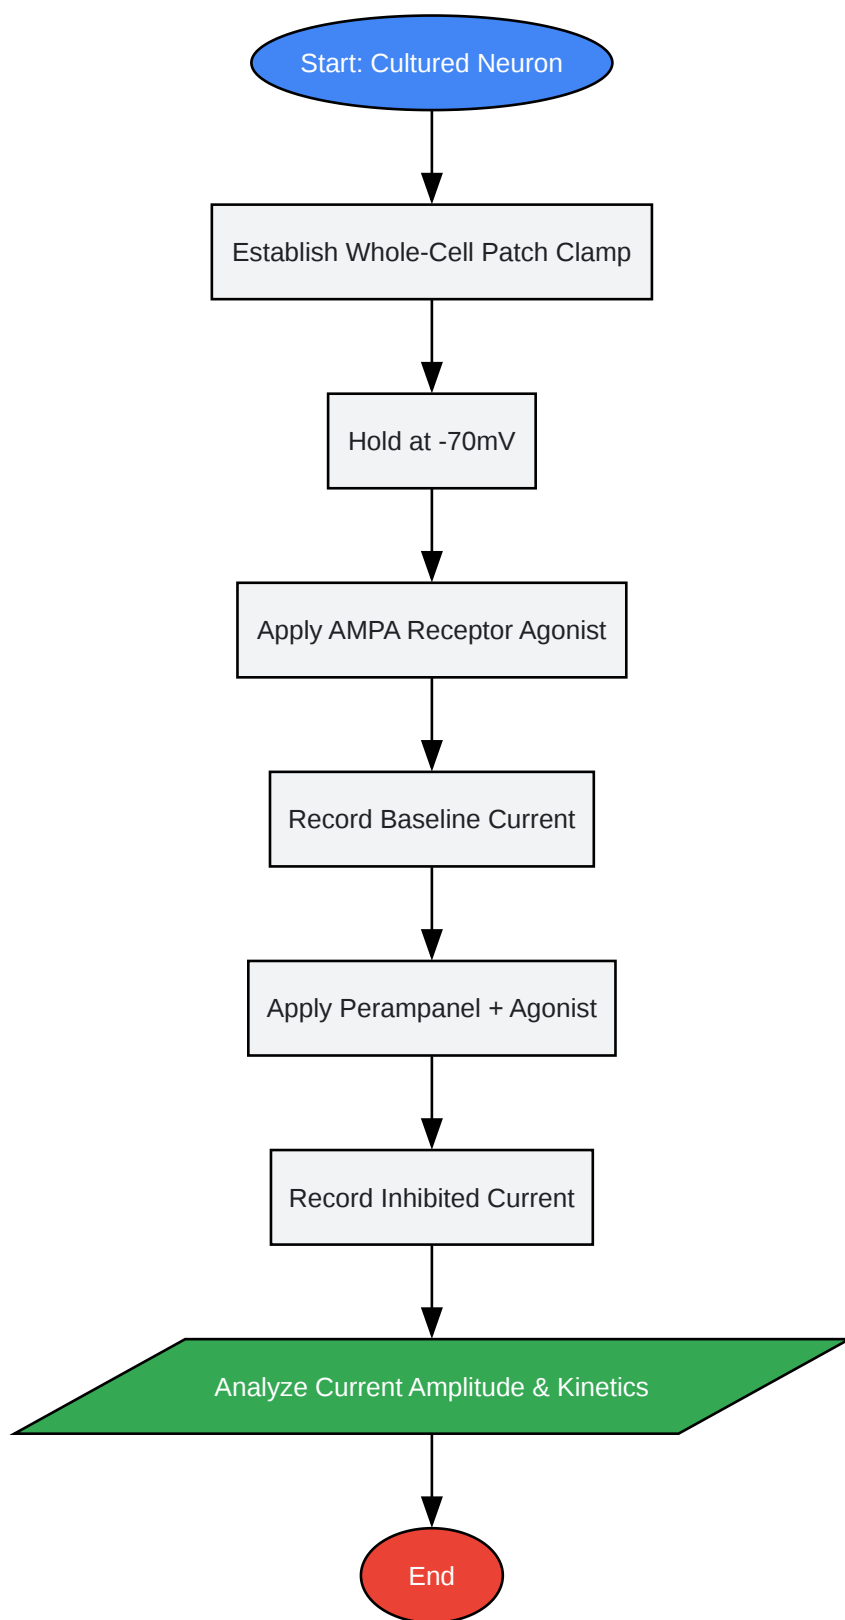 Start: Cultured Neuron
Establish Whole-Cell Patch Clamp
Hold at -70mV
Apply AMPA Receptor Agonist
Record Baseline Current
Apply Perampanel + Agonist
Record Inhibited Current
Analyze Current Amplitude & Kinetics
End